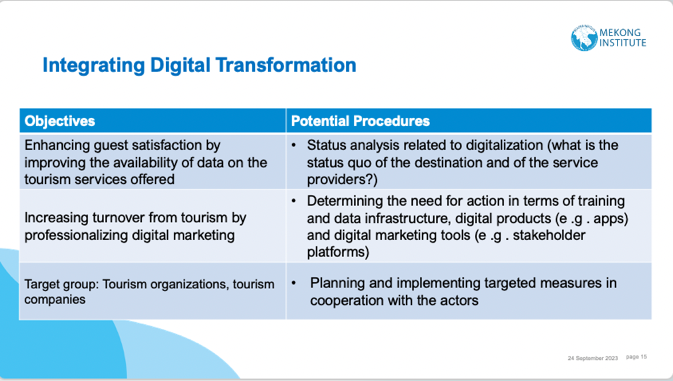 MEKONG
INSTITUTE
Integrating Digital Transformation
Objectives
Potential Procedures
Enhancing guest satisfaction by
improving the availability of data on the
tourism services offered
• Status analysis related to digitalization (what is the
status quo of the destination and of the service
providers?)
Increasing turnover from tourism by
professionalizing digital marketing
• Determining the need for action in terms of training
and data infrastructure, digital products (e .g . apps)
and digital marketing tools (e .g . stakeholder
platforms)
Target group: Tourism organizations, tourism
companies
• Planning and implementing targeted measures in
cooperation with the actors
24 September 2023 page 15